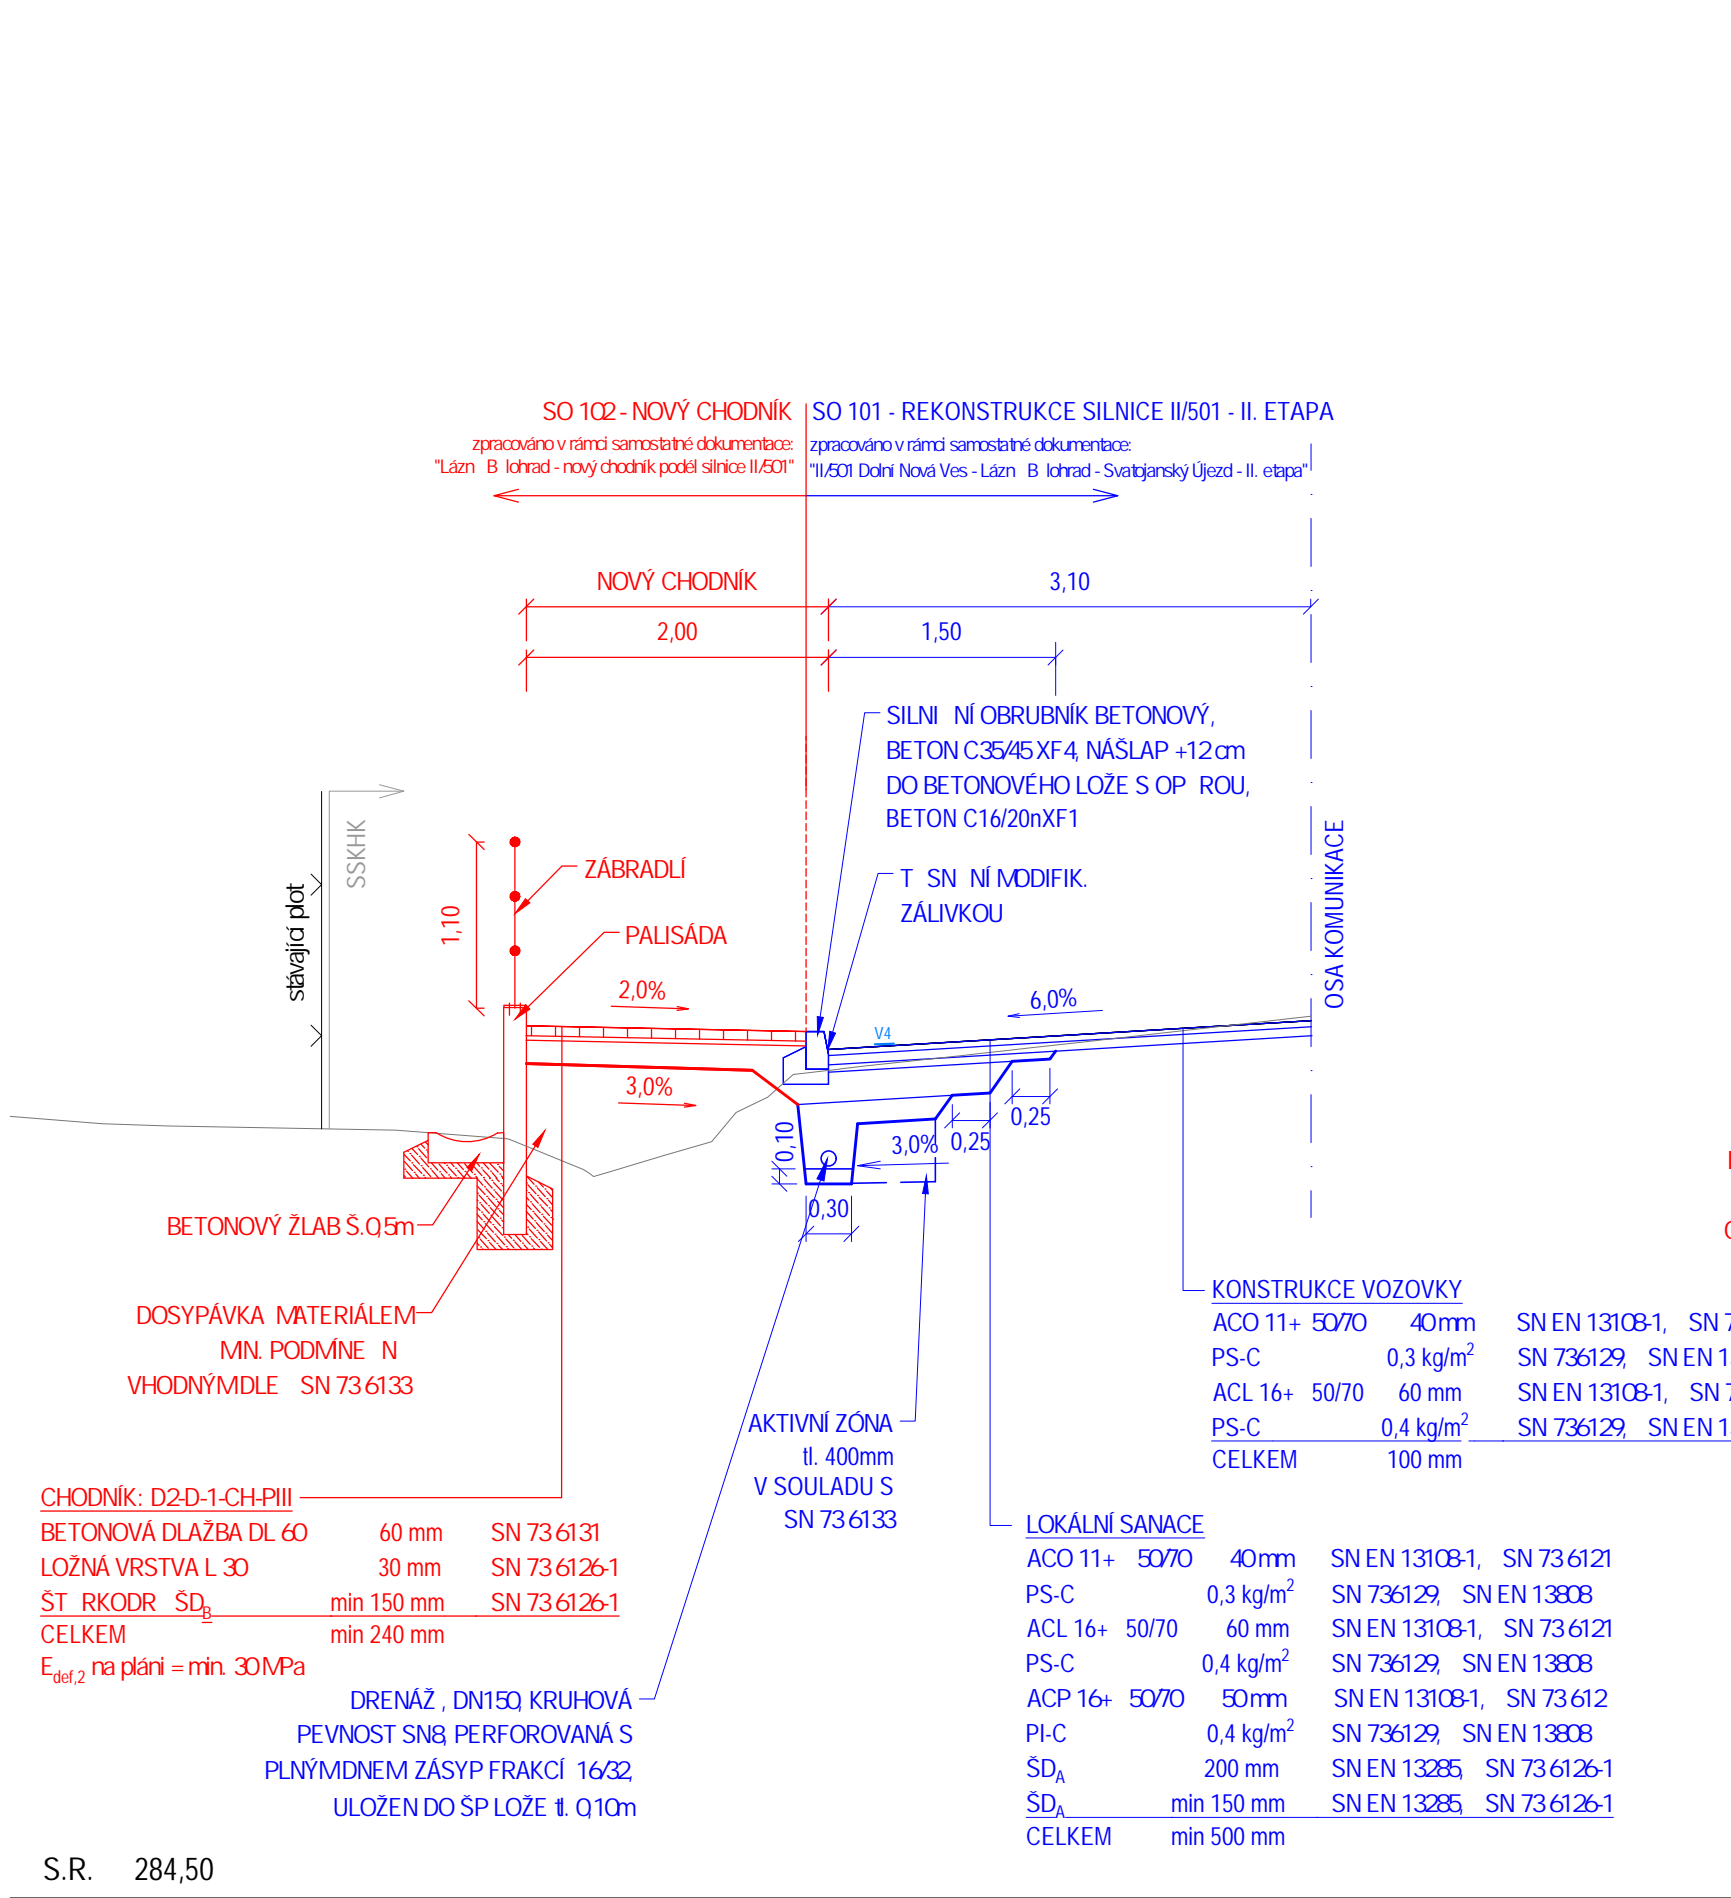 SO 102 - NOVÝ CHODNÍK
zpracováno v rámci samostatné dokumentace:
"Lázn B lohrad - nový chodník podél silnice II/501"
SO 101 - REKONSTRUKCE SILNICE II/501 - II. ETAPA
zpracováno v rámci samostatné dokumentace:
"II/501 Dolní Nová Ves - Lázn B lohrad - Svatojanský Újezd - II. etapa"
NOVÝ CHODNÍK
3,10
2,00
1,50
SILNI NÍ OBRUBNÍK BETONOVÝ,
BETON C35/45 XF4, NÁŠLAP +12 cm
DO BETONOVÉHO LOŽE S OP ROU,
BETON C16/20nXF1
T SN NÍ MODIFIK.
ZÁLIVKOU
SSKHK
stávající plot
1,10
ZÁBRADLÍ
PALISÁDA
OSA KOMUNIKACE
2,0%
6,0%
V4
3,0%
0,10
3,0%
0,25
0,25
0,30
BETONOVÝ ŽLAB Š.0,5m
DOSYPÁVKA MATERIÁLEM
MIN. PODMÍNE N
VHODNÝM DLE SN 73 6133
AKTIVNÍ ZÓNA
tl. 400mm
V SOULADU S
SN 73 6133
KONSTRUKCE VOZOVKY
ACO 11+ 50/70 40 mm SN EN 13108-1, SN 7
PS-C 0,3 kg/m² SN 736129, SN EN 1
ACL 16+ 50/70 60 mm SN EN 13108-1, SN 7
PS-C 0,4 kg/m² SN 736129, SN EN 1
CELKEM 100 mm
CHODNÍK: D2-D-1-CH-PIII
BETONOVÁ DLAŽBA DL 60 60 mm SN 73 6131
LOŽNÁ VRSTVA L 30 30 mm SN 73 6126-1
ŠT RKODR ŠDB min 150 mm SN 73 6126-1
CELKEM min 240 mm
Edef,2 na pláni = min. 30 MPa
LOKÁLNÍ SANACE
ACO 11+ 50/70 40 mm SN EN 13108-1, SN 73 6121
PS-C 0,3 kg/m² SN 736129, SN EN 13808
ACL 16+ 50/70 60 mm SN EN 13108-1, SN 73 6121
PS-C 0,4 kg/m² SN 736129, SN EN 13808
ACP 16+ 50/70 50 mm SN EN 13108-1, SN 73 612
PI-C 0,4 kg/m² SN 736129, SN EN 13808
ŠDA 200 mm SN EN 13285, SN 73 6126-1
ŠDA min 150 mm SN EN 13285, SN 73 6126-1
CELKEM min 500 mm
DRENÁŽ , DN150, KRUHOVÁ
PEVNOST SN8, PERFOROVANÁ S
PLNÝM DNEM ZÁSYP FRAKCÍ 16/32,
ULOŽEN DO ŠP LOŽE tl. 0,10m
S.R. 284,50